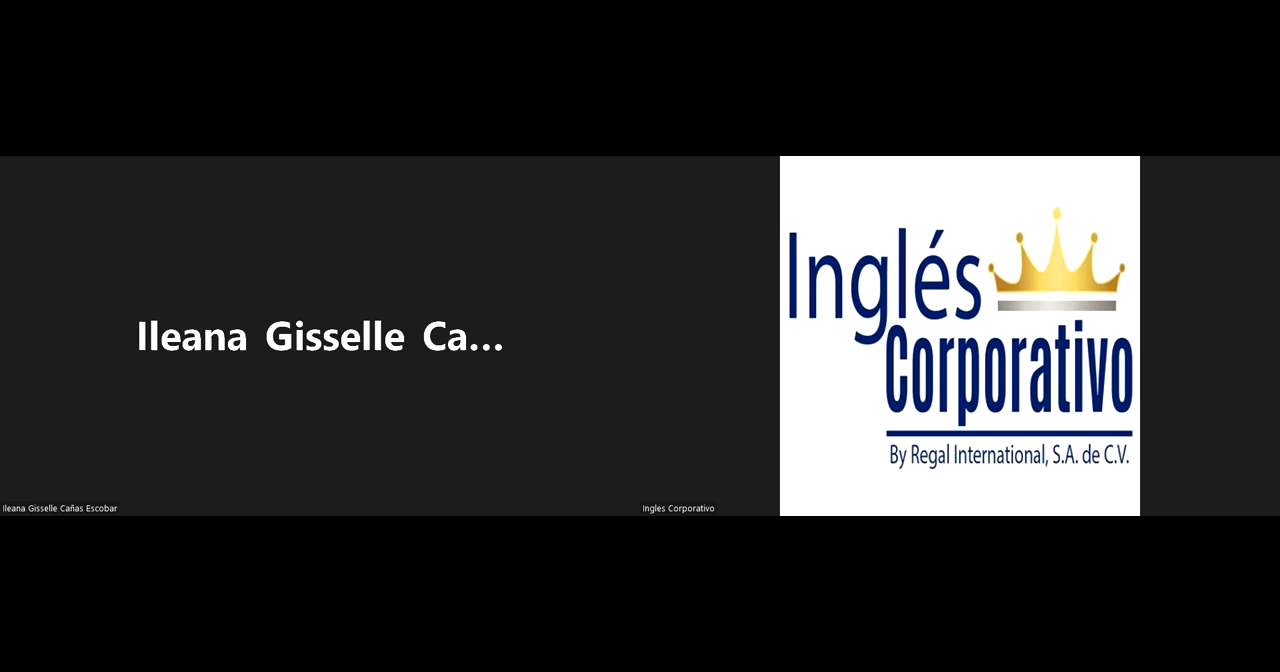 Ileana Gisselle Ca...
Ileana Gisselle Cañas Escobar
Inglés
Corporativo
By Regal International, S.A. de C.V.
Ingles Corporativo